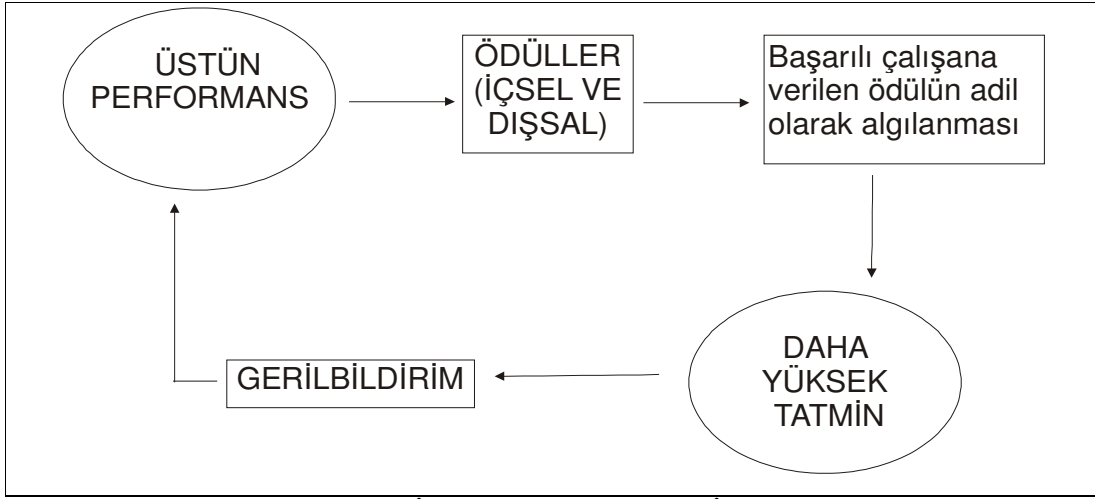 ÜSTÜN
PERFORMANS
ÖDÜLLER
(İÇSEL VE
DIŞSAL)
Başarılı çalışana
verilen ödülün adil
olarak algılanması
DAHA
YÜKSEK
TATMİN
GERİLBİLDİRİM